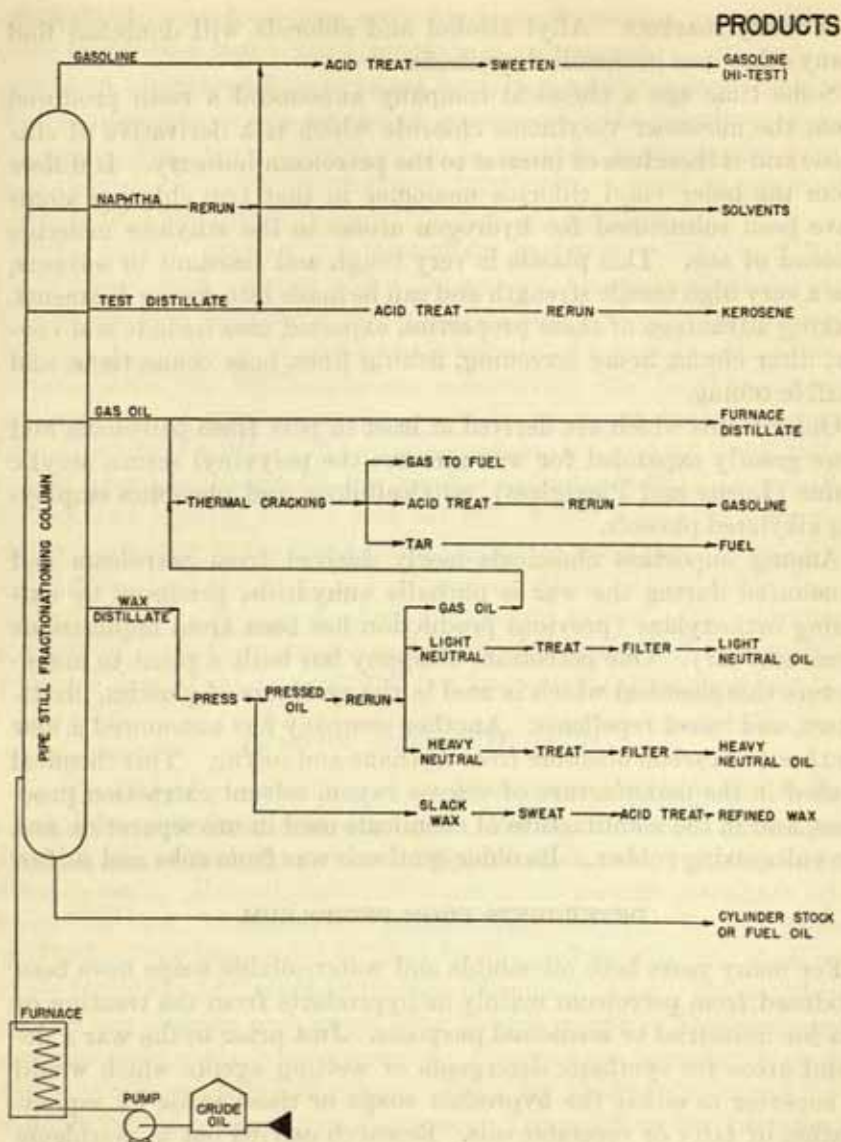 PRODUCTS
GASOLINE
ACID TREAT
SWEETEN
GASOLINE
(HI-TEST)
NAPHTHA
RERUN
SOLVENTS
TEST DISTILLATE
ACID TREAT
RERUN
KEROSENE
GAS OIL
FURNACE
DISTILLATE
PIPE STILL FRACTIONATIONING COLUMN
GAS TO FUEL
THERMAL CRACKING
ACID TREAT
RERUN
GASOLINE
TAR
FUEL
WAX
DISTILLATE
GAS OIL
LIGHT
NEUTRAL
TREAT
FILTER
LIGHT
NEUTRAL OIL
PRESS
PRESSED
OIL
RERUN
HEAVY
NEUTRAL
TREAT
FILTER
HEAVY
NEUTRAL OIL
SLACK
WAX
SWEAT
ACID TREAT
REFINED WAX
CYLINDER STOCK
OR FUEL OIL
FURNACE
PUMP
CRUDE
OIL